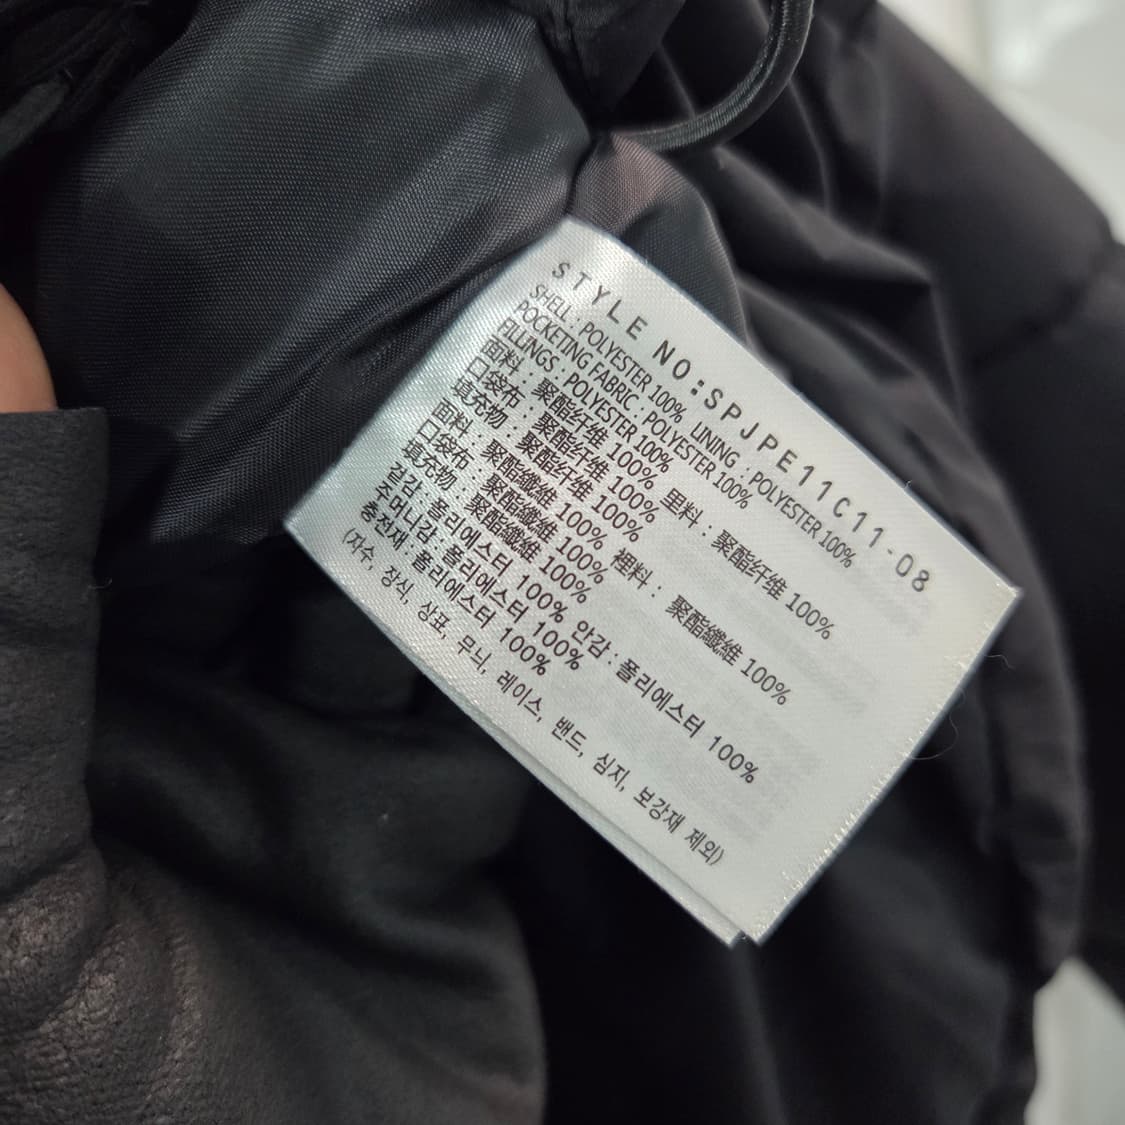 STYLE NO:SPJPE11C11-08
SHELL : POLYESTER 100% LINING : POLYESTER 100%
POCKETING FABRIC : POLYESTER 100%
FILLINGS : POLYESTER 100%
面料 : 聚酯纤维 100% 里料 : 聚酯纤维 100%
口袋布 : 聚酯纤维 100%
填充物 : 聚酯纤维 100%
面料 : 聚酯纖維 100% 裡料 : 聚酯纖維 100%
口袋布 : 聚酯纖維 100%
填充物 : 聚酯纖維 100%
겉감 : 폴리에스터 100% 안감 : 폴리에스터 100%
주머니감 : 폴리에스터 100%
충전재 : 폴리에스터 100%
(자수, 장식, 상표, 무늬, 레이스, 밴드, 심지, 보강재 제외)